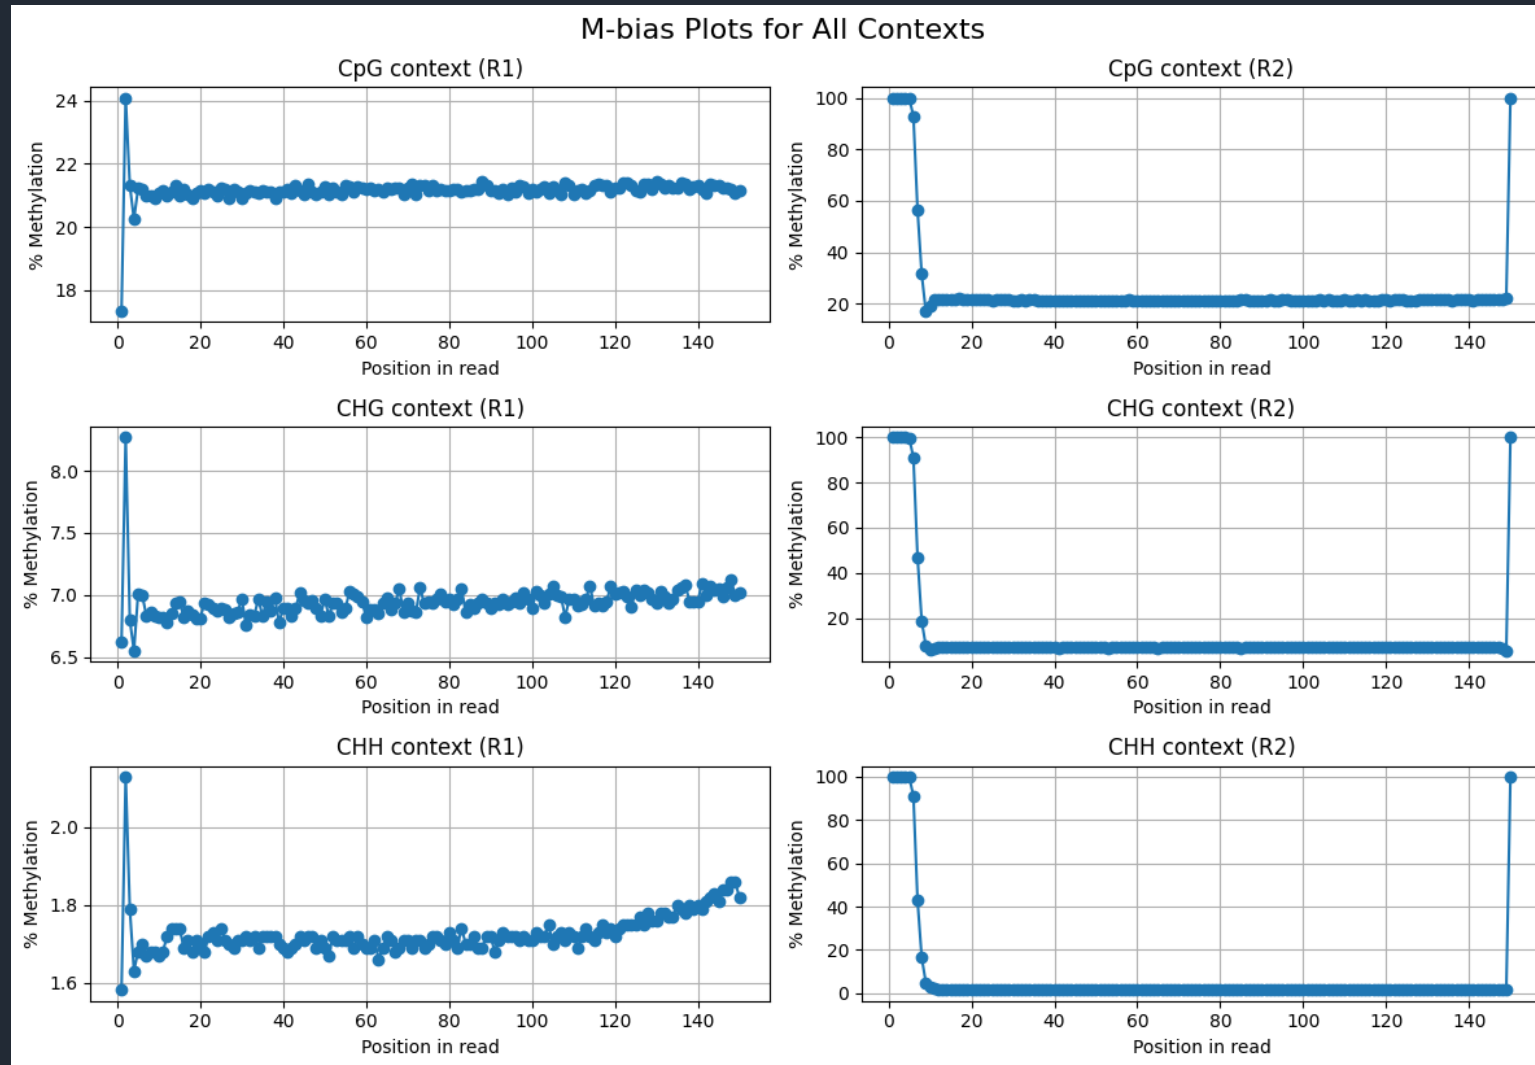 M-bias Plots for All Contexts
CpG context (R1)
24
22
20
18
% Methylation
0 20 40 60 80 100 120 140
Position in read
CpG context (R2)
100
80
60
40
20
% Methylation
0 20 40 60 80 100 120 140
Position in read
CHG context (R1)
8.0
7.5
7.0
6.5
% Methylation
0 20 40 60 80 100 120 140
Position in read
CHG context (R2)
100
80
60
40
20
% Methylation
0 20 40 60 80 100 120 140
Position in read
CHH context (R1)
2.0
1.8
1.6
% Methylation
0 20 40 60 80 100 120 140
Position in read
CHH context (R2)
100
80
60
40
20
0
% Methylation
0 20 40 60 80 100 120 140
Position in read